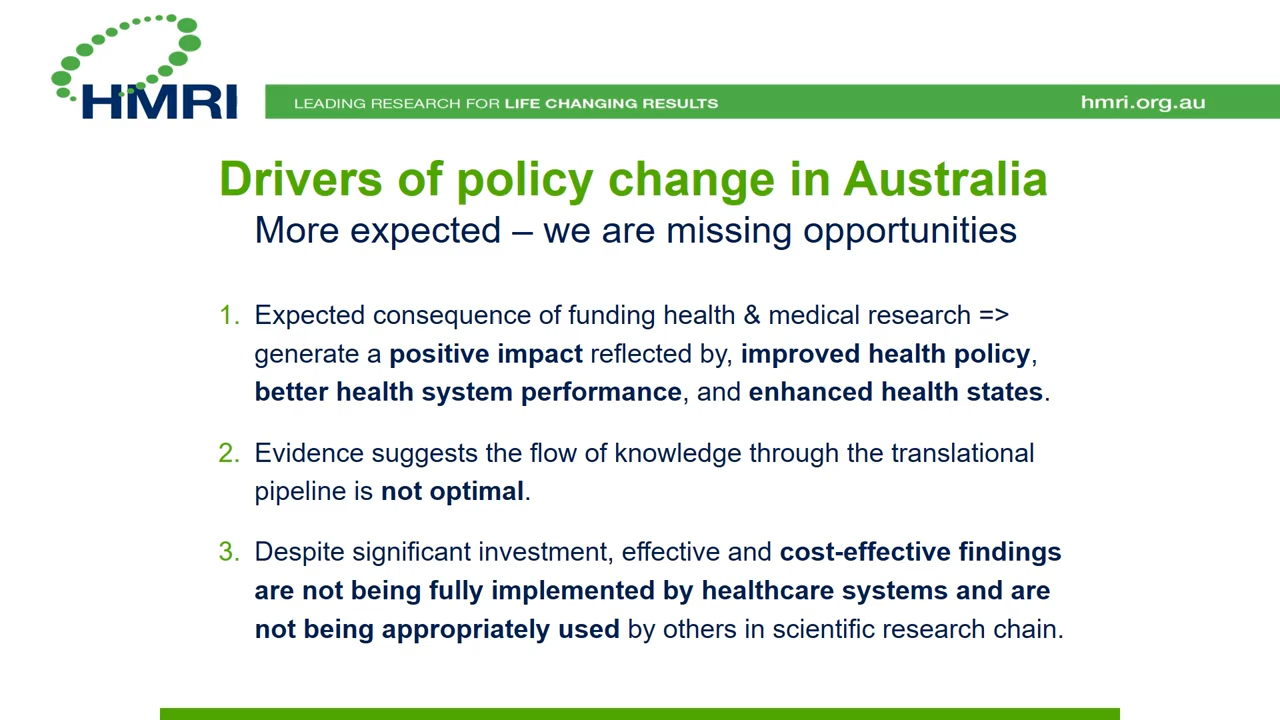 HMRI
LEADING RESEARCH FOR LIFE CHANGING RESULTS
hmri.org.au
Drivers of policy change in Australia
More expected – we are missing opportunities
1. Expected consequence of funding health & medical research =>
generate a positive impact reflected by, improved health policy,
better health system performance, and enhanced health states.
2. Evidence suggests the flow of knowledge through the translational
pipeline is not optimal.
3. Despite significant investment, effective and cost-effective findings
are not being fully implemented by healthcare systems and are
not being appropriately used by others in scientific research chain.